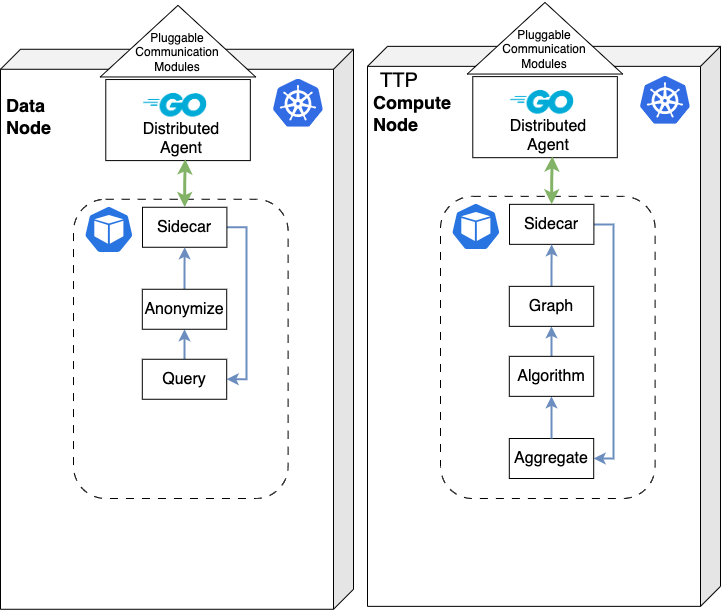 Pluggable
Communication
Modules
Data
Node
GO
Distributed
Agent
Sidecar
Anonymize
Query
Pluggable
Communication
Modules
TTP
Compute
Node
GO
Distributed
Agent
Sidecar
Graph
Algorithm
Aggregate